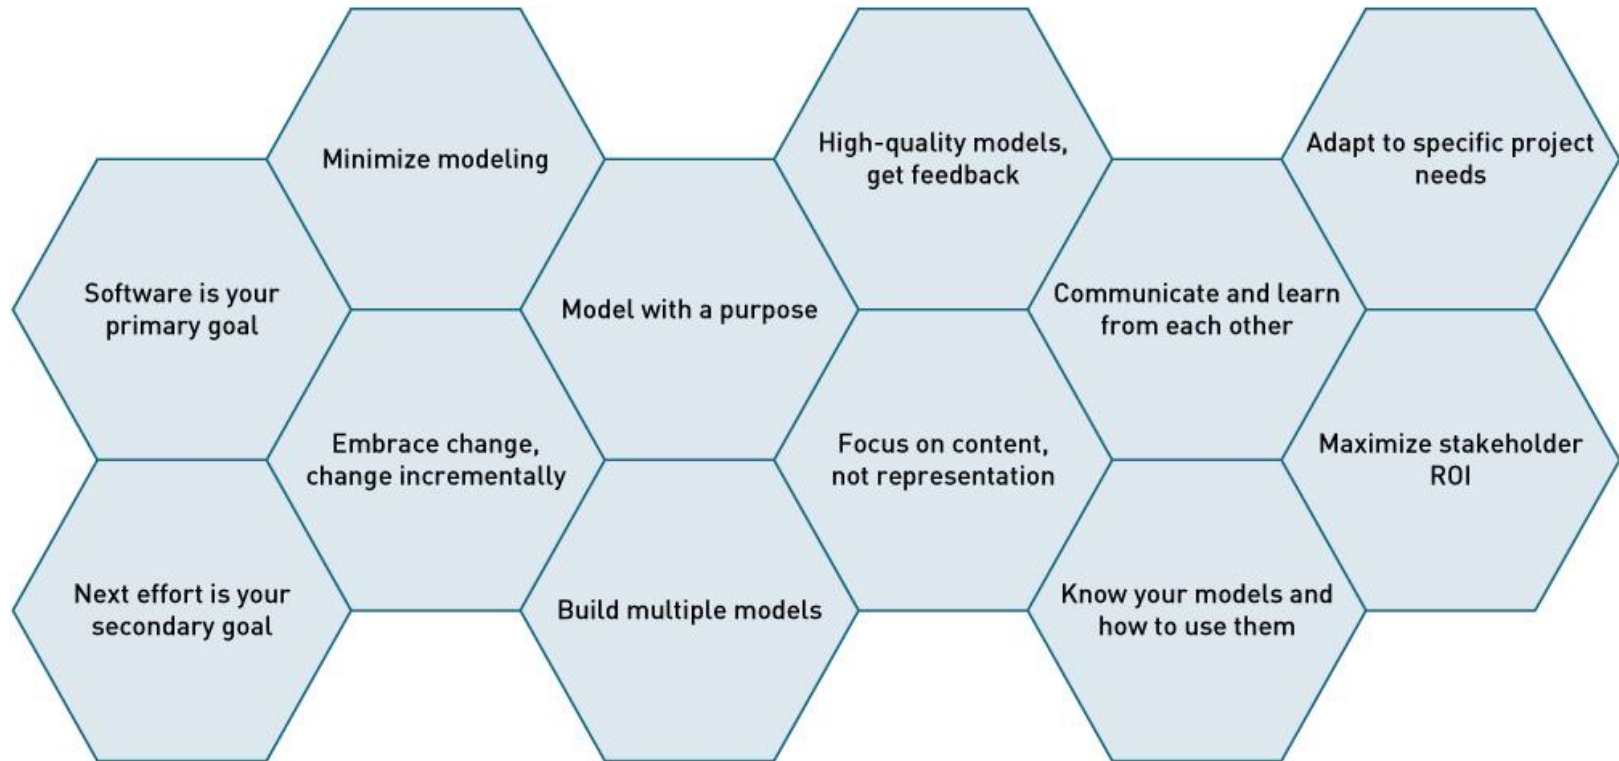 Minimize modeling
High-quality models,
get feedback
Adapt to specific project
needs
Software is your
primary goal
Model with a purpose
Communicate and learn
from each other
Embrace change,
change incrementally
Focus on content,
not representation
Maximize stakeholder
ROI
Next effort is your
secondary goal
Build multiple models
Know your models and
how to use them